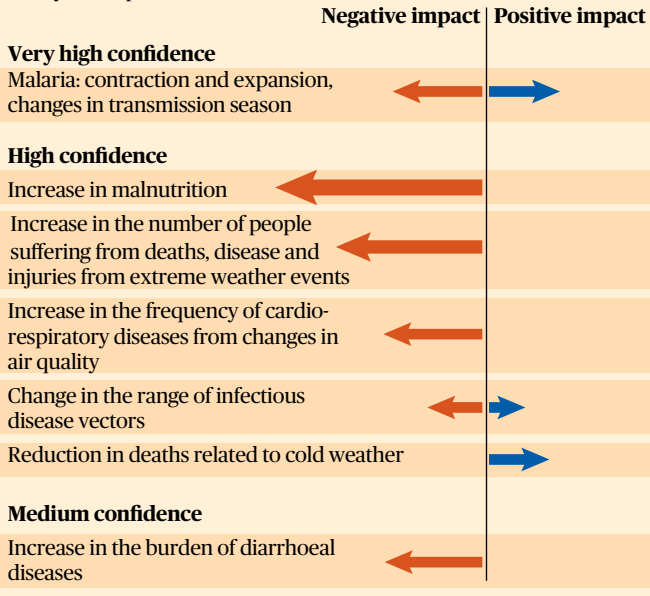 Negative impact Positive impact
Very high confidence
Malaria: contraction and expansion,
changes in transmission season
High confidence
Increase in malnutrition
Increase in the number of people
suffering from deaths, disease and
injuries from extreme weather events
Increase in the frequency of cardio-
respiratory diseases from changes in
air quality
Change in the range of infectious
disease vectors
Reduction in deaths related to cold weather
Medium confidence
Increase in the burden of diarrhoeal
diseases